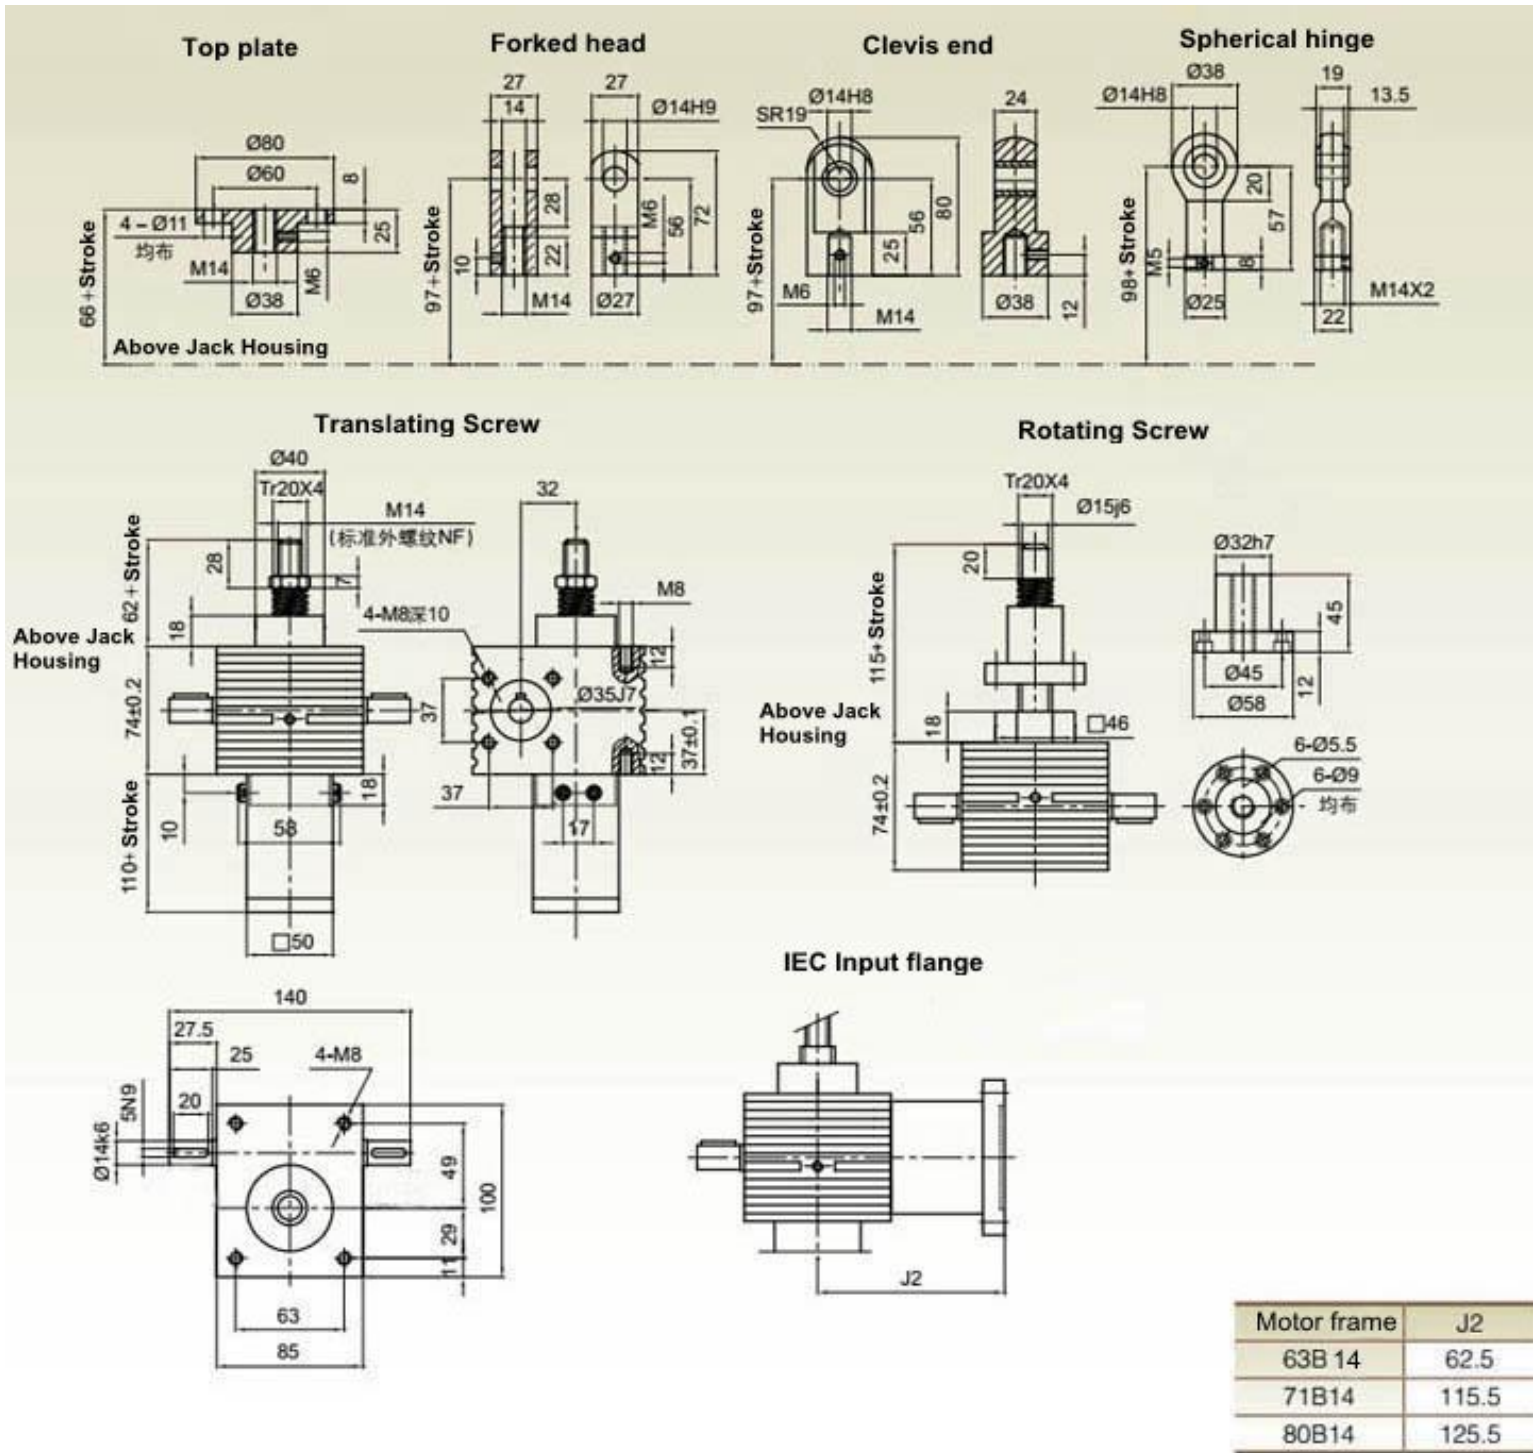 Top plate
Ø80
Ø60
8
4－Ø11
均布
25
M14
M6
Ø38
66+Stroke
Above Jack Housing
Forked head
27
27
14
Ø14H9
28
M6
56
72
10
22
M14
Ø27
97+Stroke
Clevis end
Ø14H8
24
SR19
25
56
80
M6
M14
Ø38
12
97+Stroke
Spherical hinge
Ø38
19
Ø14H8
13.5
20
57
M5
8
Ø25
M14X2
22
98+Stroke
Translating Screw
Ø40
Tr20X4
M14
(标准外螺纹NF)
28
7
62+Stroke
18
Above Jack
Housing
74±0.2
110+Stroke
10
58
18
□50
32
M8
4-M8深10
12
Ø35J7
37
37±0.1
12
37
17
Rotating Screw
Tr20X4
Ø15j6
20
115+Stroke
Above Jack
Housing
18
□46
74±0.2
Ø32h7
45
Ø45
12
Ø58
6-Ø5.5
6-Ø9
均布
140
27.5
25
4-M8
20
5N9
Ø14k6
49
100
29
11
63
85
IEC Input flange
J2
Motor frame J2
63B 14 62.5
71B14 115.5
80B14 125.5